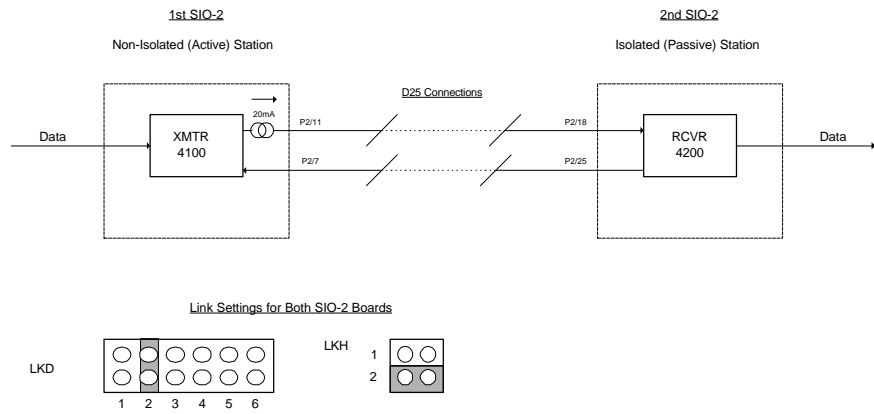 1st SIO-2
2nd SIO-2
Non-Isolated (Active) Station
Isolated (Passive) Station
D25 Connections
20mA
P2/11
P2/18
Data
XMTR
4100
RCVR
4200
Data
P2/7
P2/25
Link Settings for Both SIO-2 Boards
LKD
LKH
1
2
1 2 3 4 5 6